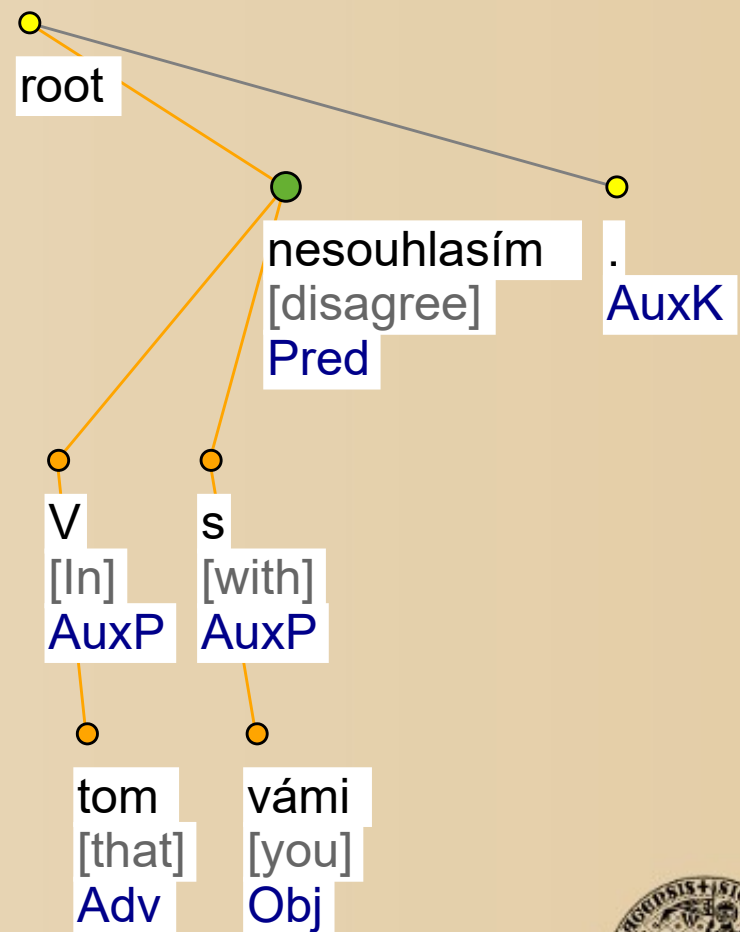 root
nesouhlasím
[disagree]
Pred
.
AuxK
V
[In]
AuxP
s
[with]
AuxP
tom
[that]
Adv
vámi
[you]
Obj